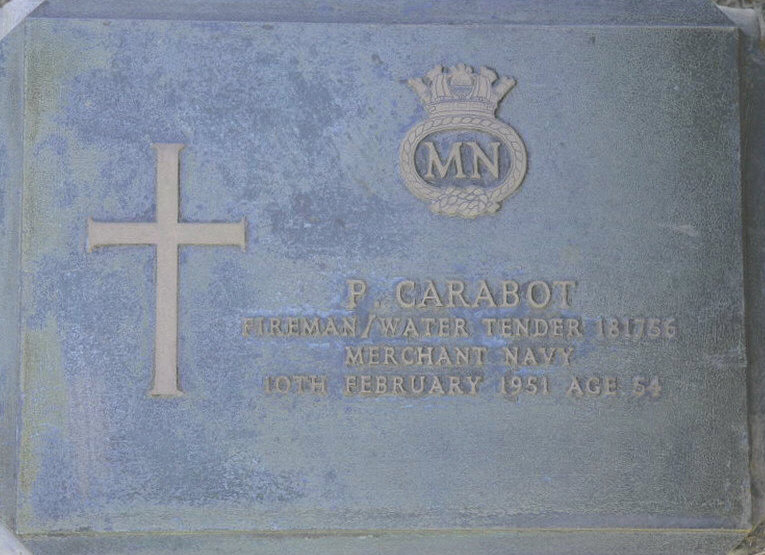 MN
P. CARABOT
FIREMAN/WATER TENDER 181756
MERCHANT NAVY
10TH FEBRUARY 1951 AGE 54